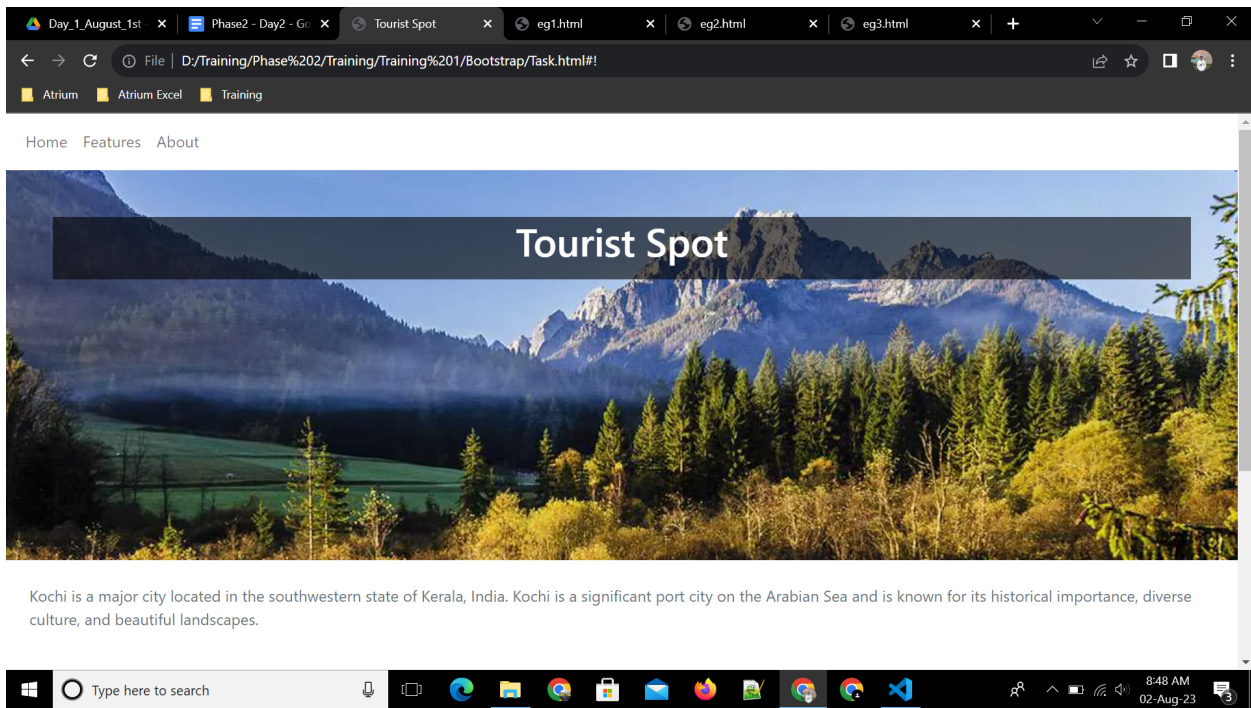 Day_1_August_1st -
Phase2 - Day2 - Go
Tourist Spot
eg1.html
eg2.html
eg3.html
File | D:/Training/Phase%202/Training/Training%201/Bootstrap/Task.html#!
Atrium
Atrium Excel
Training
Home Features About
Tourist Spot
Kochi is a major city located in the southwestern state of Kerala, India. Kochi is a significant port city on the Arabian Sea and is known for its historical importance, diverse
culture, and beautiful landscapes.
Type here to search
8:48 AM
02-Aug-23
3